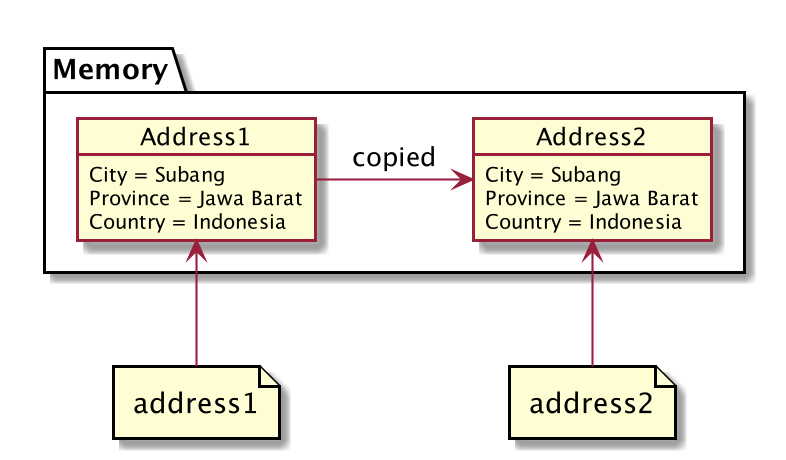 Memory
Address1
City = Subang
Province = Jawa Barat
Country = Indonesia
copied
Address2
City = Subang
Province = Jawa Barat
Country = Indonesia
address1
address2